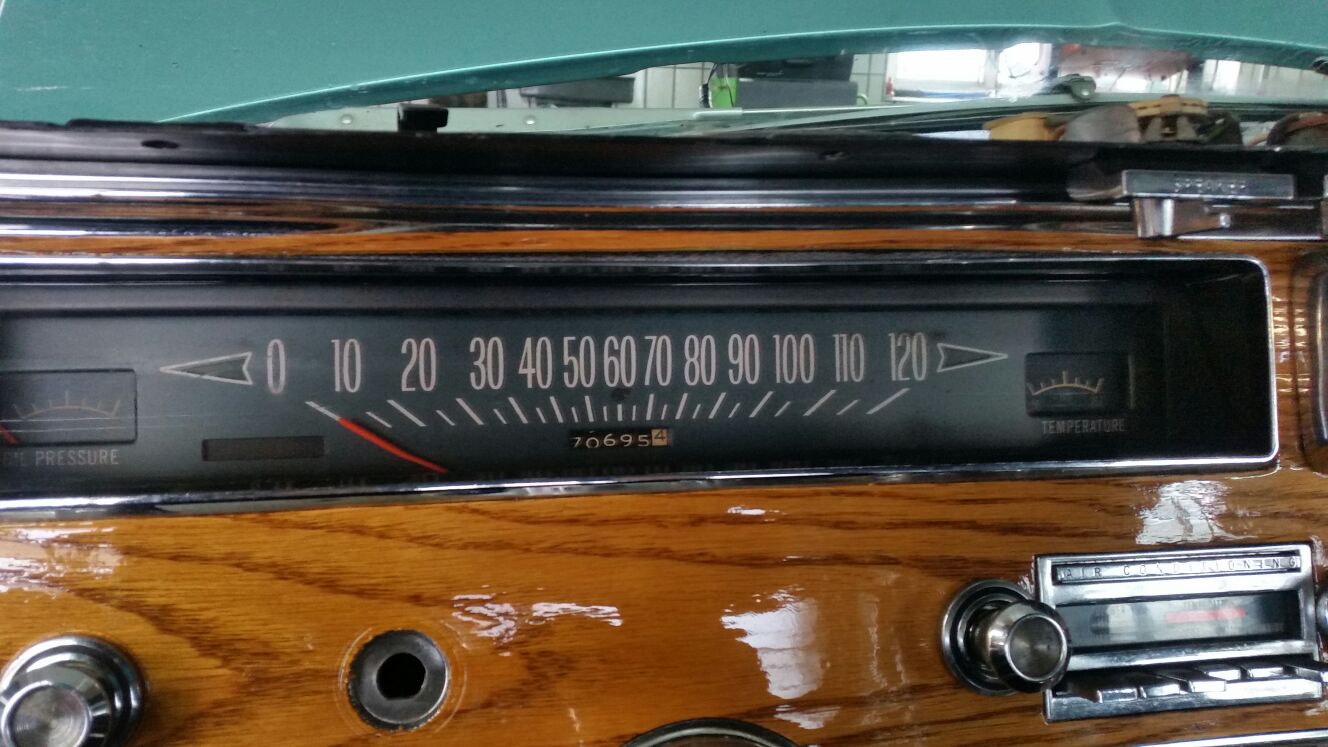 SPEAKER
0 10 20 30 40 50 60 70 80 90 100 110 120
706954
OIL PRESSURE
TEMPERATURE
AIR CONDITIONING